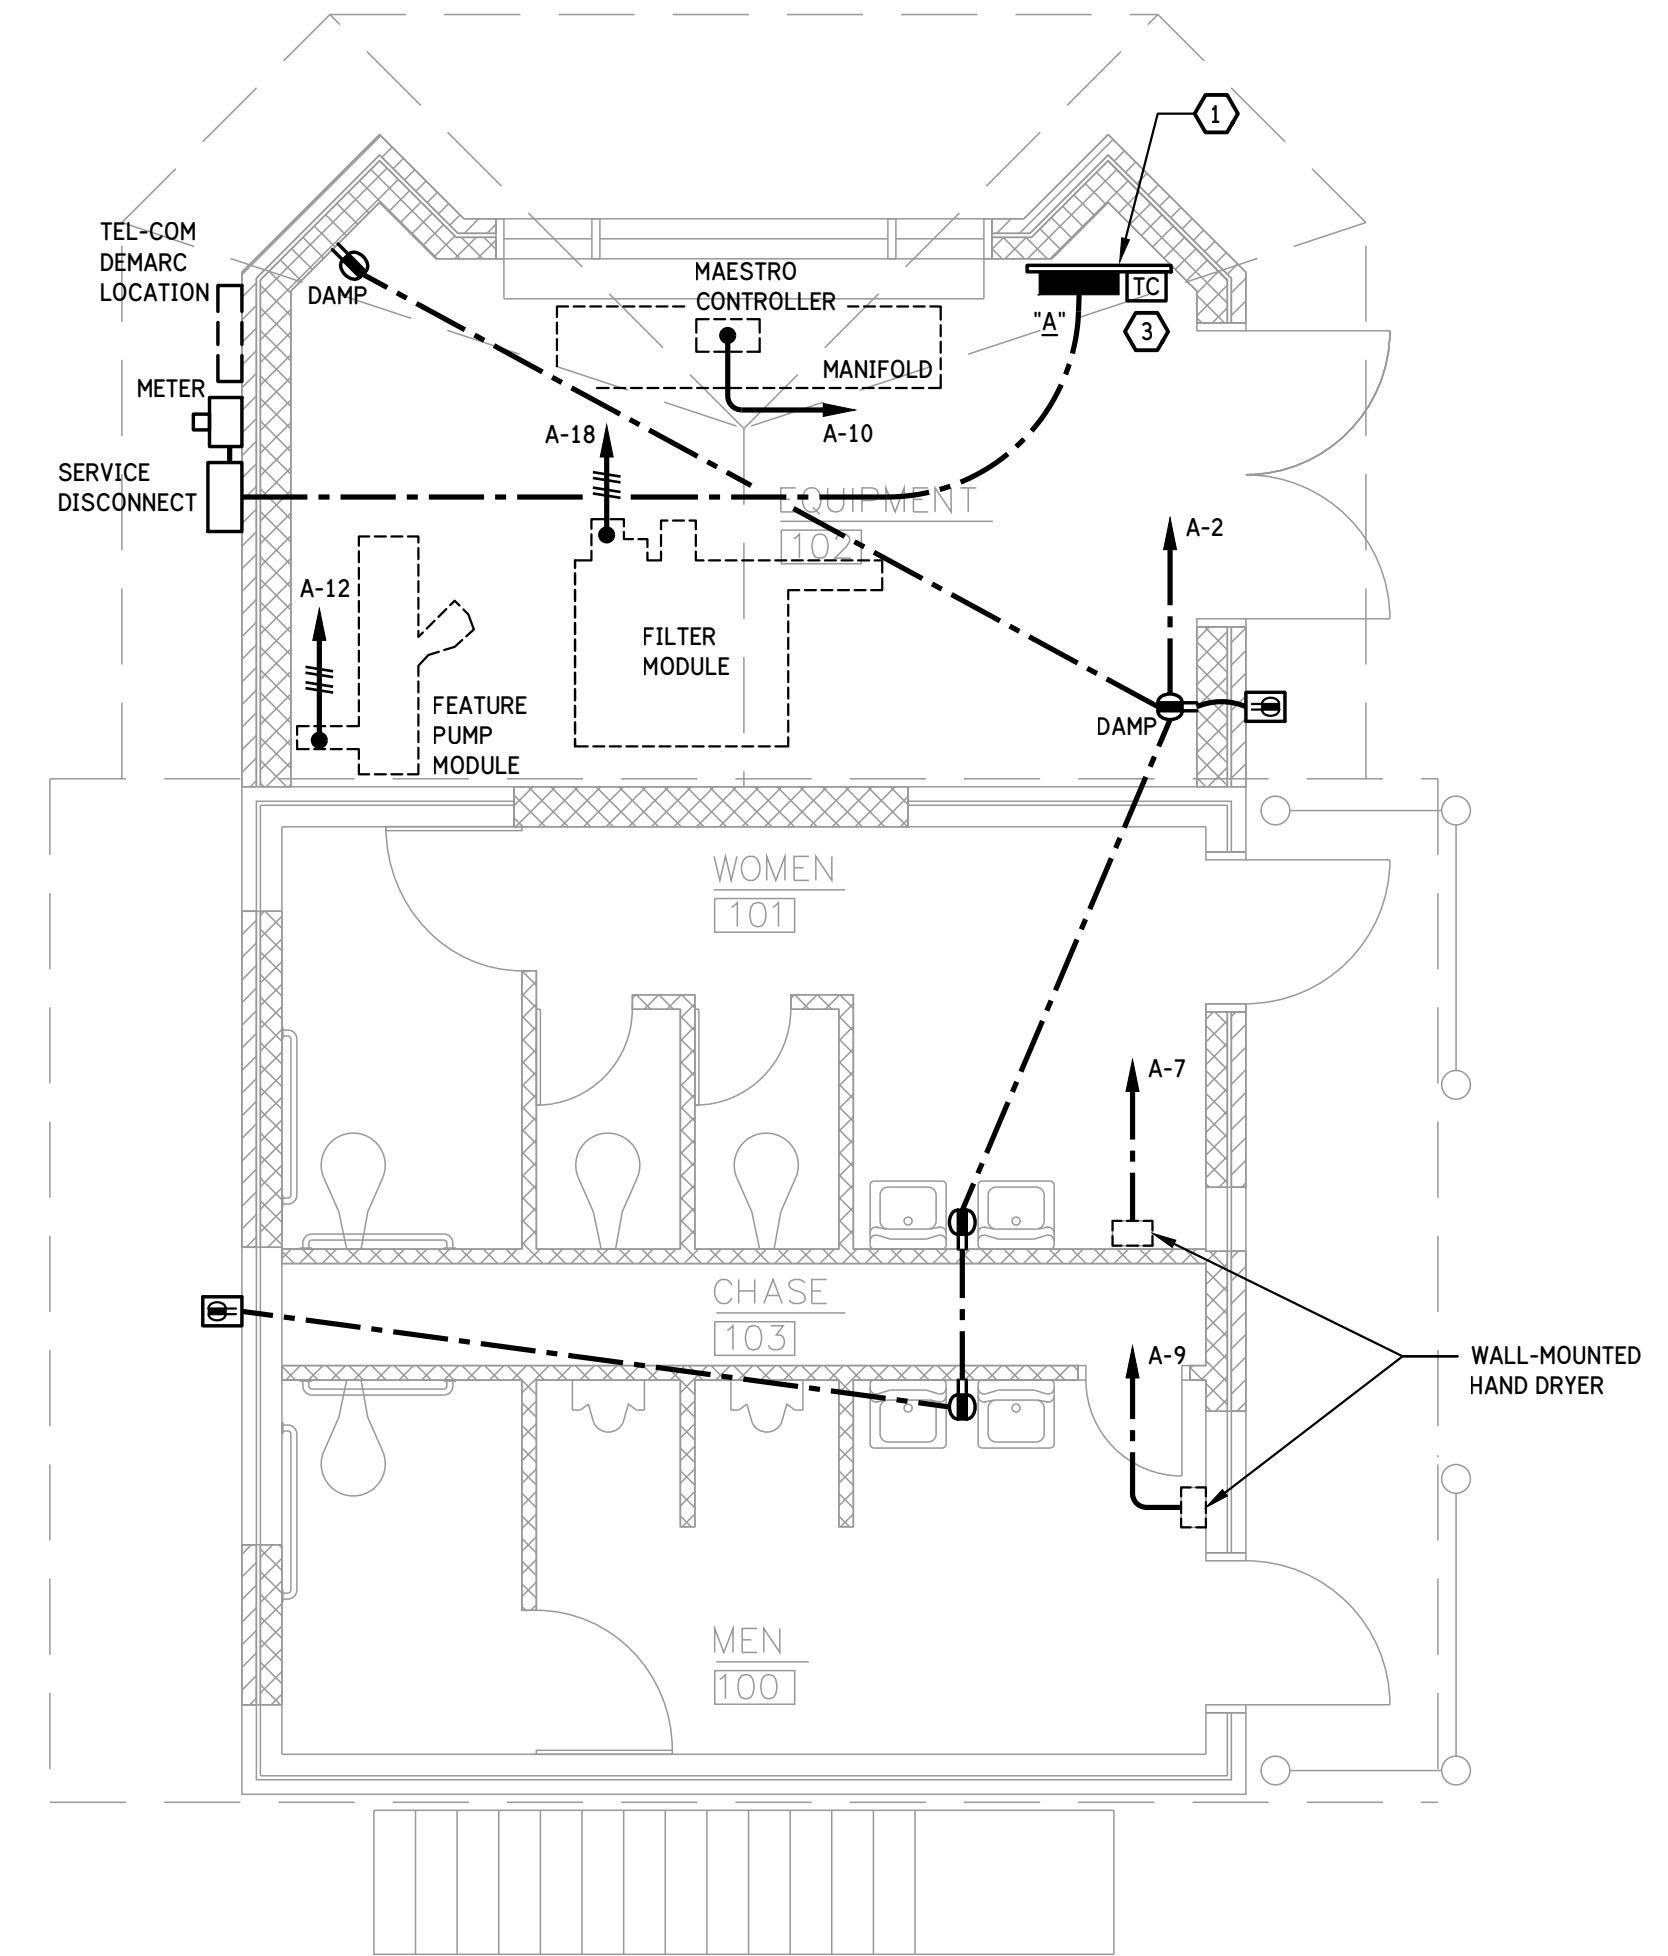 1
TEL-COM
DEMARC
LOCATION
DAMP
MAESTRO
CONTROLLER
MANIFOLD
TC
"A"
3
METER
A-18
A-10
SERVICE
DISCONNECT
EQUIPMENT
102
A-2
A-12
FILTER
MODULE
FEATURE
PUMP
MODULE
DAMP
WOMEN
101
A-7
CHASE
103
A-9
WALL-MOUNTED
HAND DRYER
MEN
100